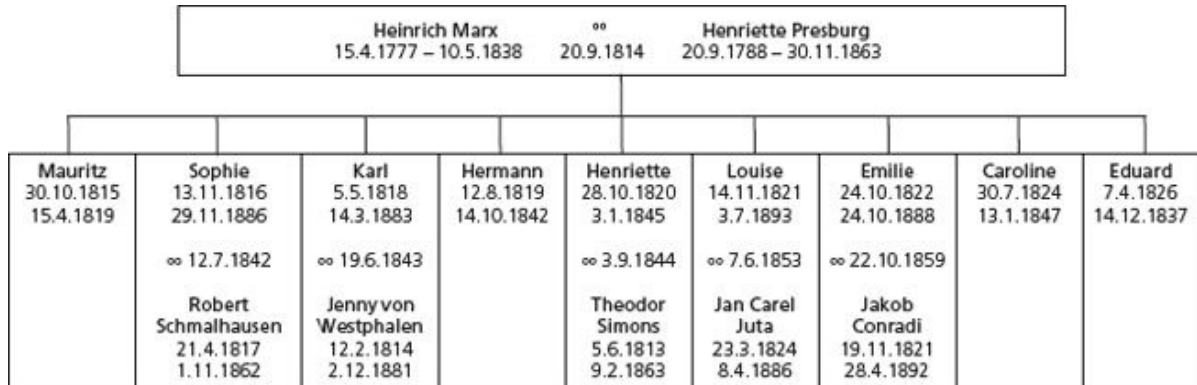 Heinrich Marx ∞ Henriette Presburg
15.4.1777 – 10.5.1838 20.9.1814 20.9.1788 – 30.11.1863
Mauritz Sophie Karl Hermann Henriette Louise Emilie Caroline Eduard
30.10.1815 13.11.1816 5.5.1818 12.8.1819 28.10.1820 14.11.1821 24.10.1822 30.7.1824 7.4.1826
15.4.1819 29.11.1886 14.3.1883 14.10.1842 3.1.1845 3.7.1893 24.10.1888 13.1.1847 14.12.1837
∞ 12.7.1842 ∞ 19.6.1843 ∞ 3.9.1844 ∞ 7.6.1853 ∞ 22.10.1859
Robert Jenny von Theodor Jan Carel Jakob
Schmalhausen Westphalen Simons Juta Conradi
21.4.1817 12.2.1814 5.6.1813 23.3.1824 19.11.1821
1.11.1862 2.12.1881 9.2.1863 8.4.1886 28.4.1892